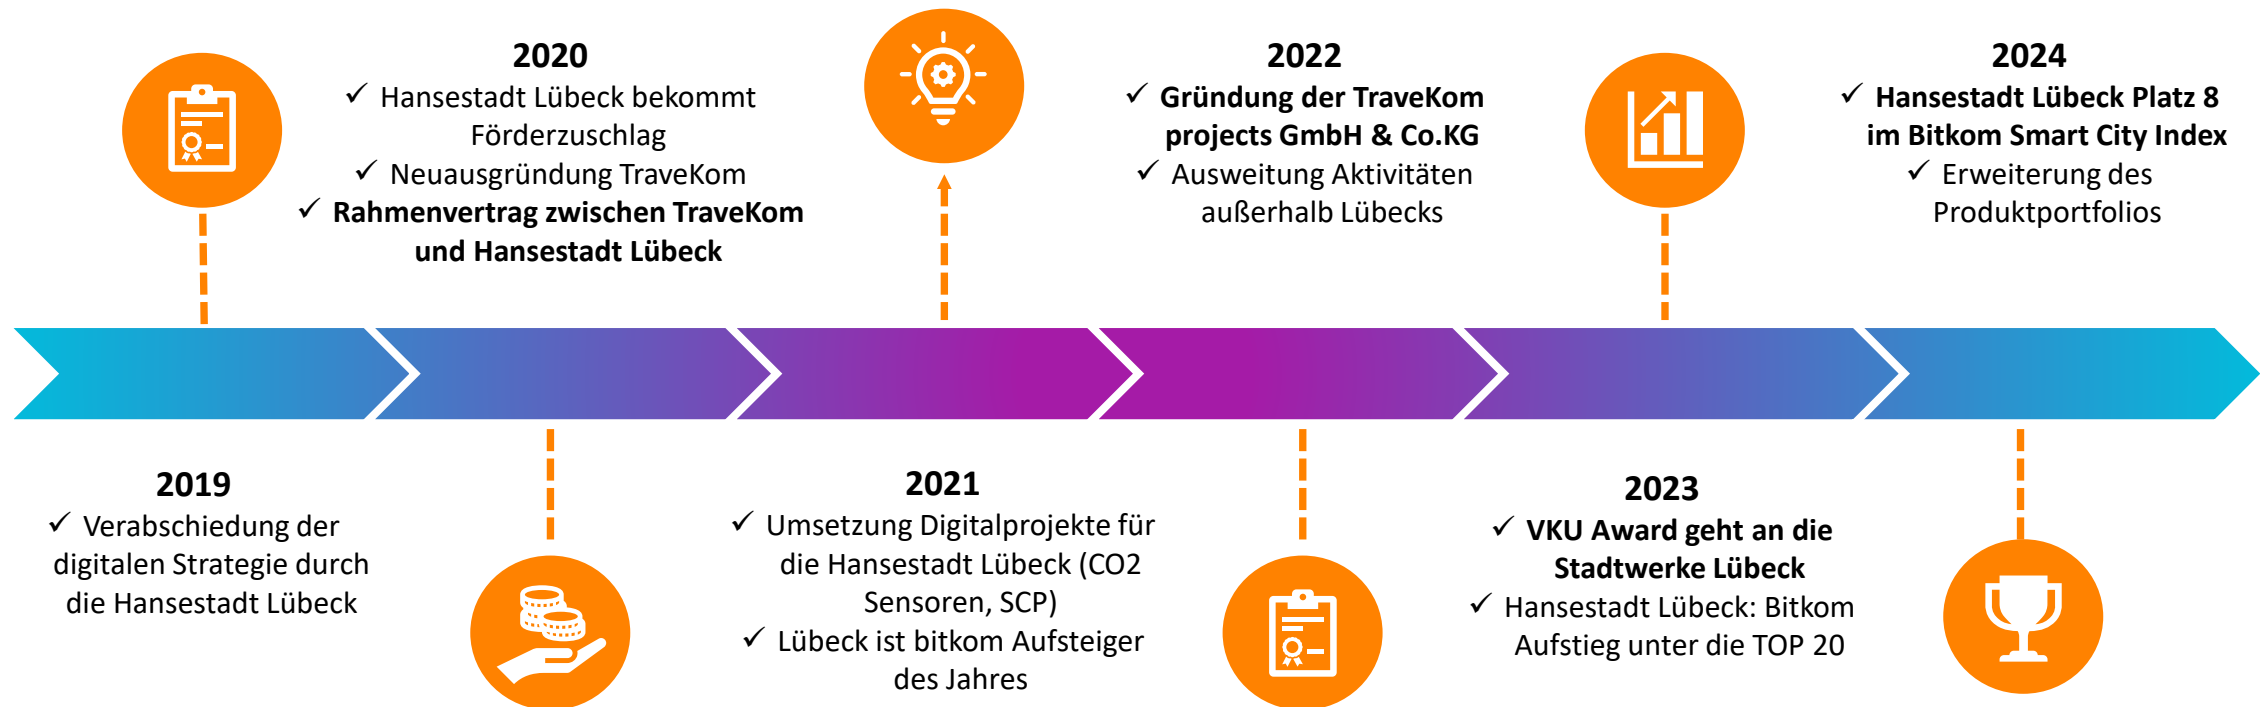 2019
✓ Verabschiedung der
digitalen Strategie durch
die Hansestadt Lübeck
2020
✓ Hansestadt Lübeck bekommt
Förderzuschlag
✓ Neuausgründung TraveKom
✓ Rahmenvertrag zwischen TraveKom
und Hansestadt Lübeck
2021
✓ Umsetzung Digitalprojekte für
die Hansestadt Lübeck (CO2
Sensoren, SCP)
✓ Lübeck ist bitkom Aufsteiger
des Jahres
2022
✓ Gründung der TraveKom
projects GmbH & Co.KG
✓ Ausweitung Aktivitäten
außerhalb Lübecks
2023
✓ VKU Award geht an die
Stadtwerke Lübeck
✓ Hansestadt Lübeck: Bitkom
Aufstieg unter die TOP 20
2024
✓ Hansestadt Lübeck Platz 8
im Bitkom Smart City Index
✓ Erweiterung des
Produktportfolios